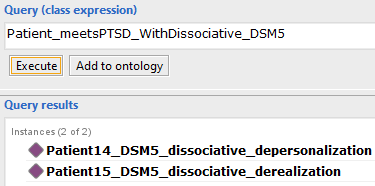 Query (class expression)
Patient_meetsPTSD_WithDissociative_DSM5
Execute Add to ontology
Query results
Instances (2 of 2)
Patient14_DSM5_dissociative_depersonalization
Patient15_DSM5_dissociative_derealization